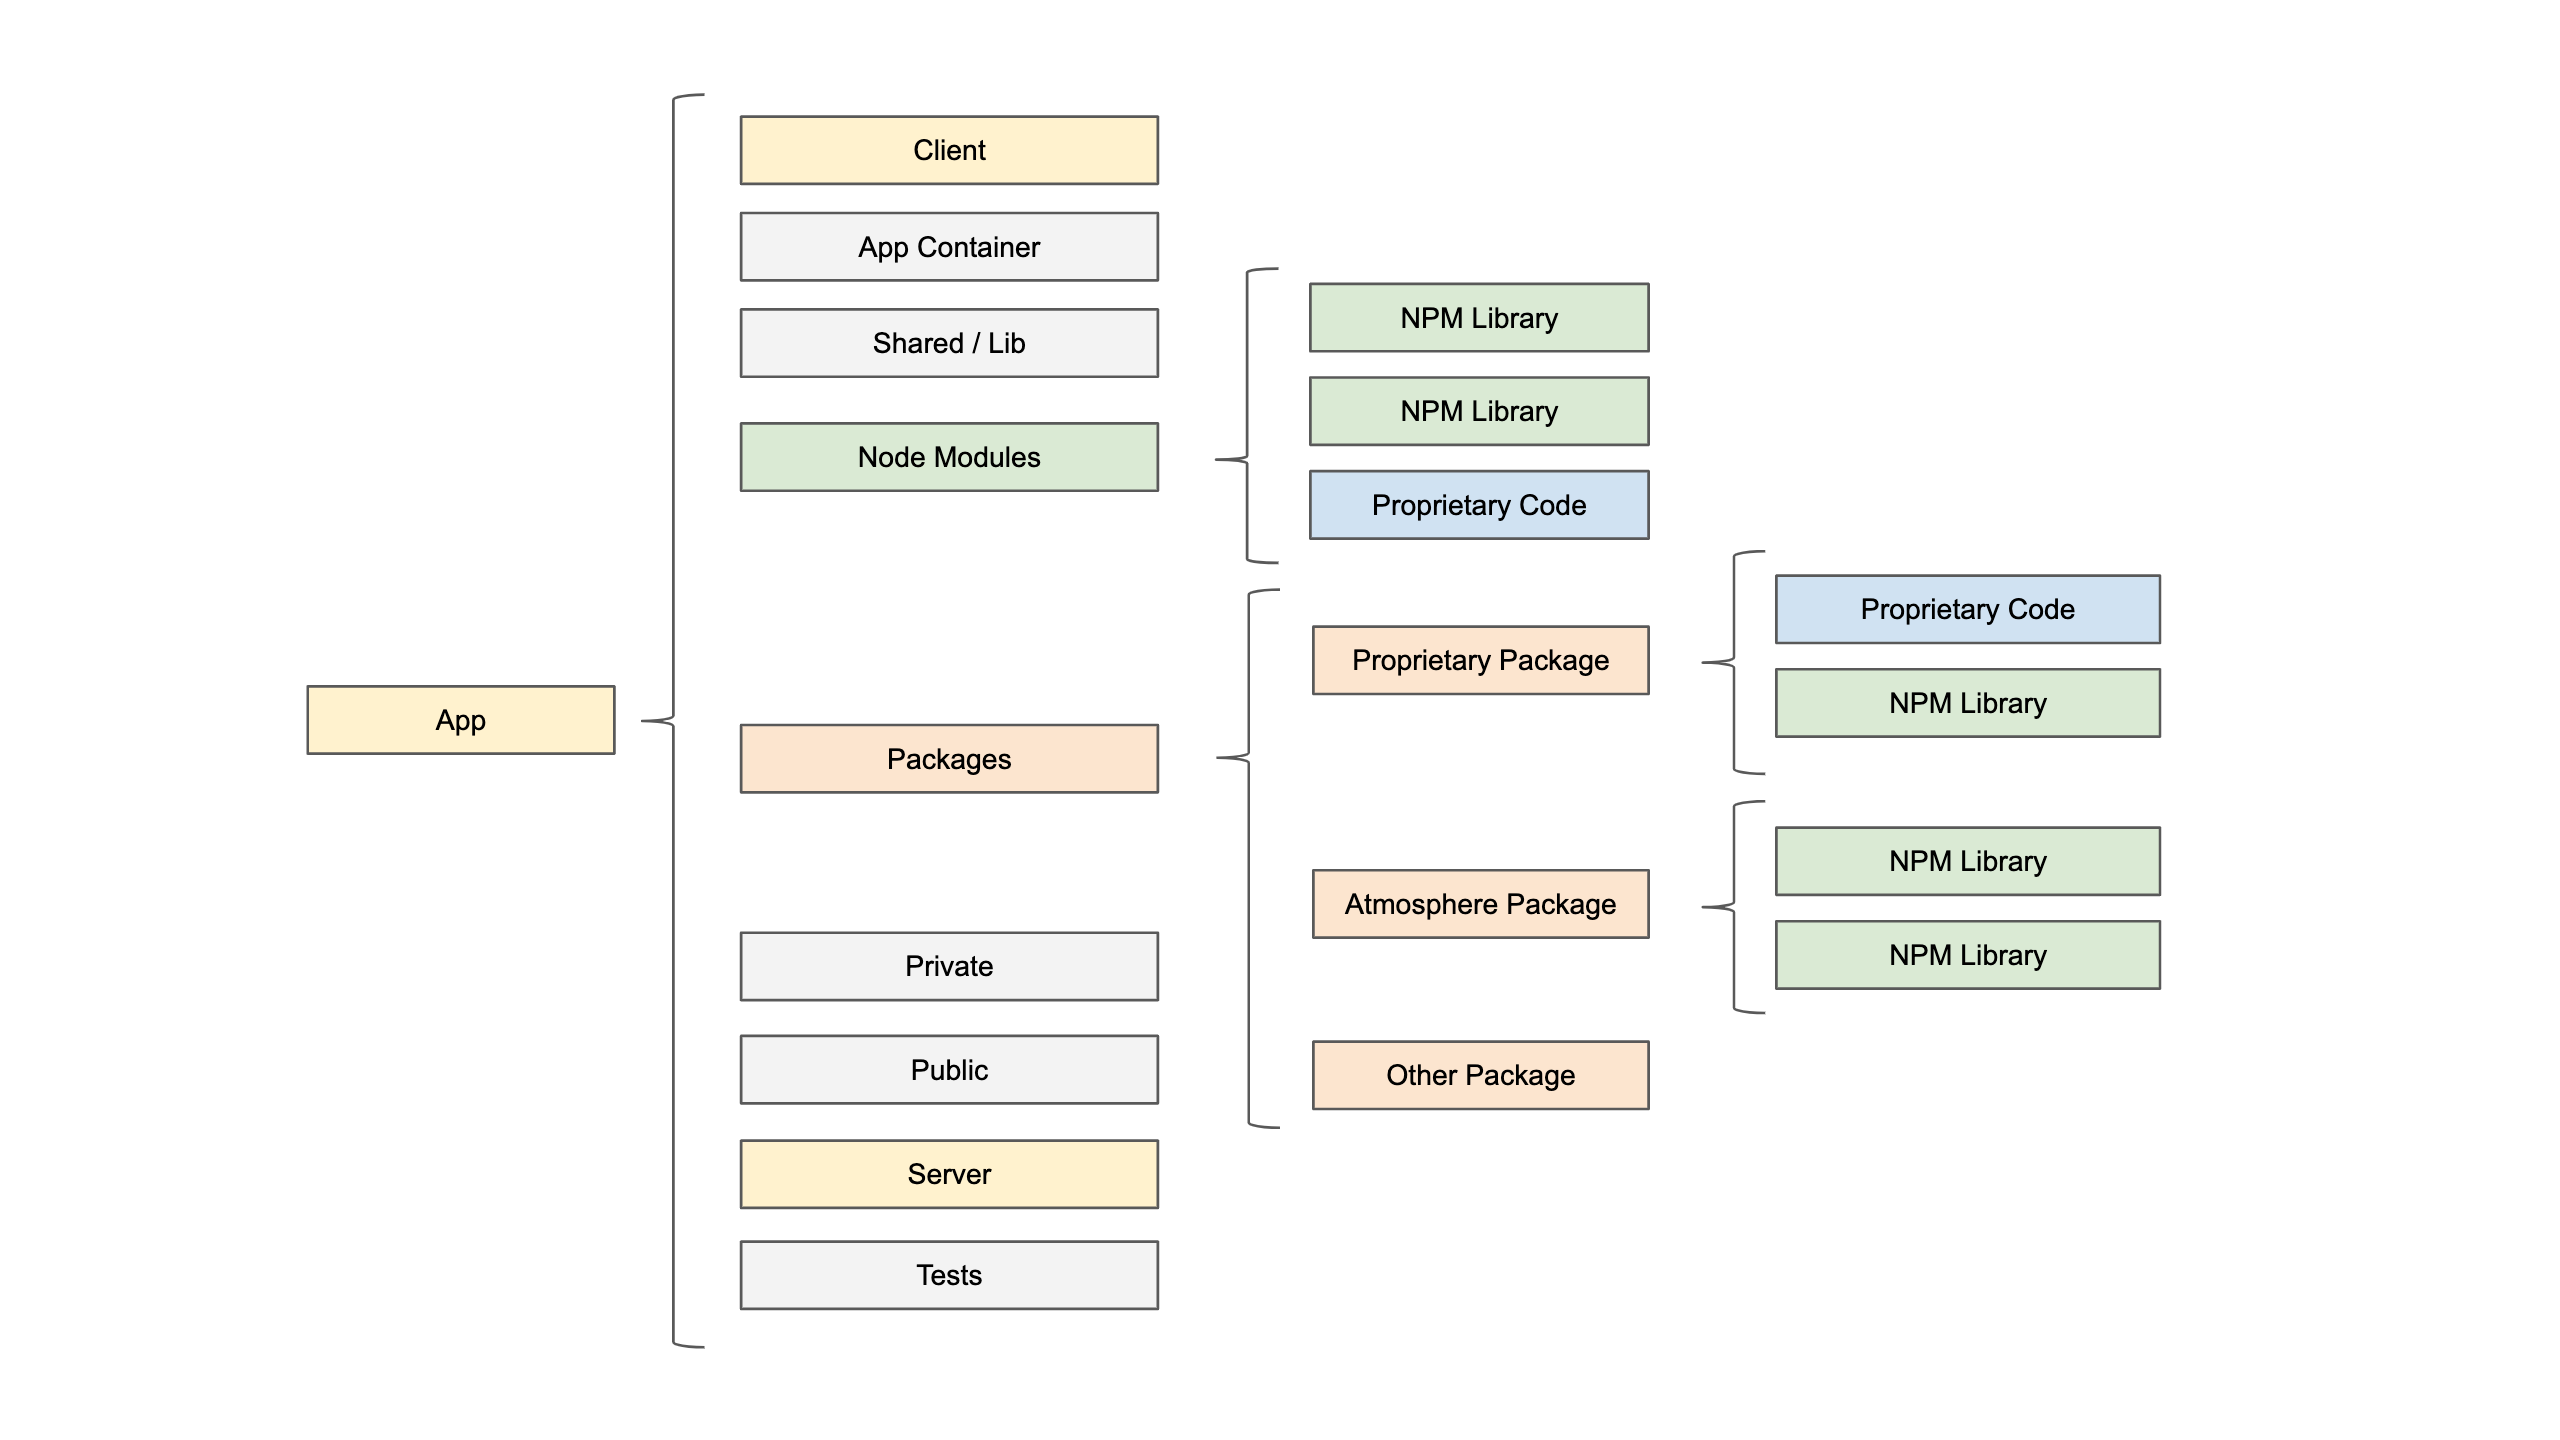 App
Client
App Container
Shared / Lib
Node Modules
Packages
Private
Public
Server
Tests
NPM Library
NPM Library
Proprietary Code
Proprietary Package
Atmosphere Package
Other Package
Proprietary Code
NPM Library
NPM Library
NPM Library